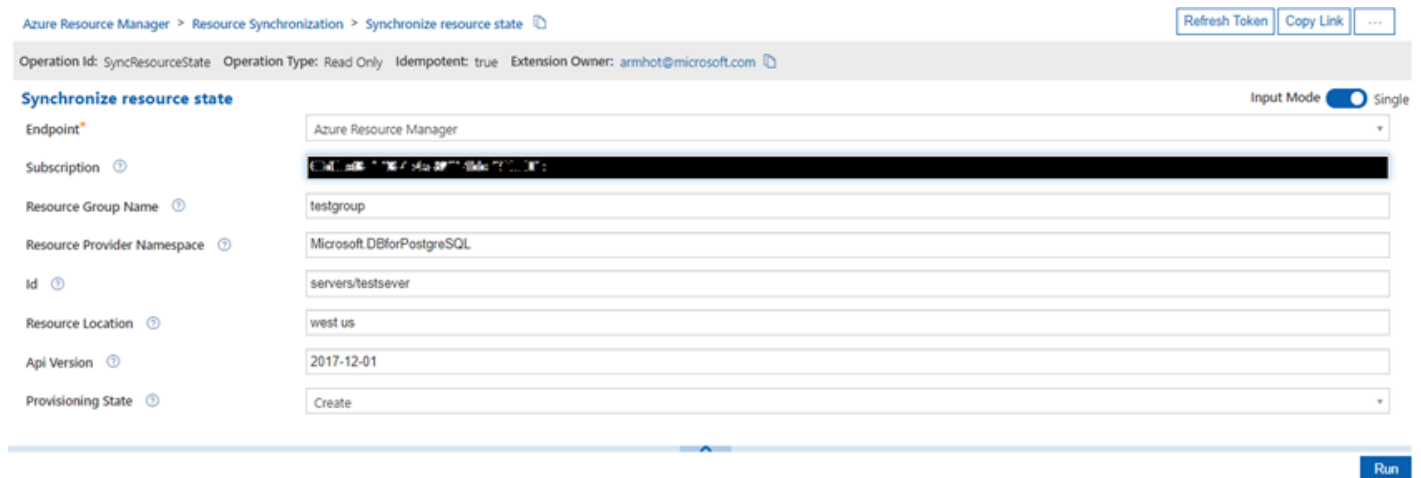 Azure Resource Manager > Resource Synchronization > Synchronize resource state
Refresh Token
Copy Link
...
Operation Id: SyncResourceState Operation Type: Read Only Idempotent: true Extension Owner: armhot@microsoft.com
Synchronize resource state
Input Mode Single
Endpoint* Azure Resource Manager
Subscription
Resource Group Name testgroup
Resource Provider Namespace Microsoft.DBforPostgreSQL
Id servers/testsever
Resource Location west us
Api Version 2017-12-01
Provisioning State Create
Run